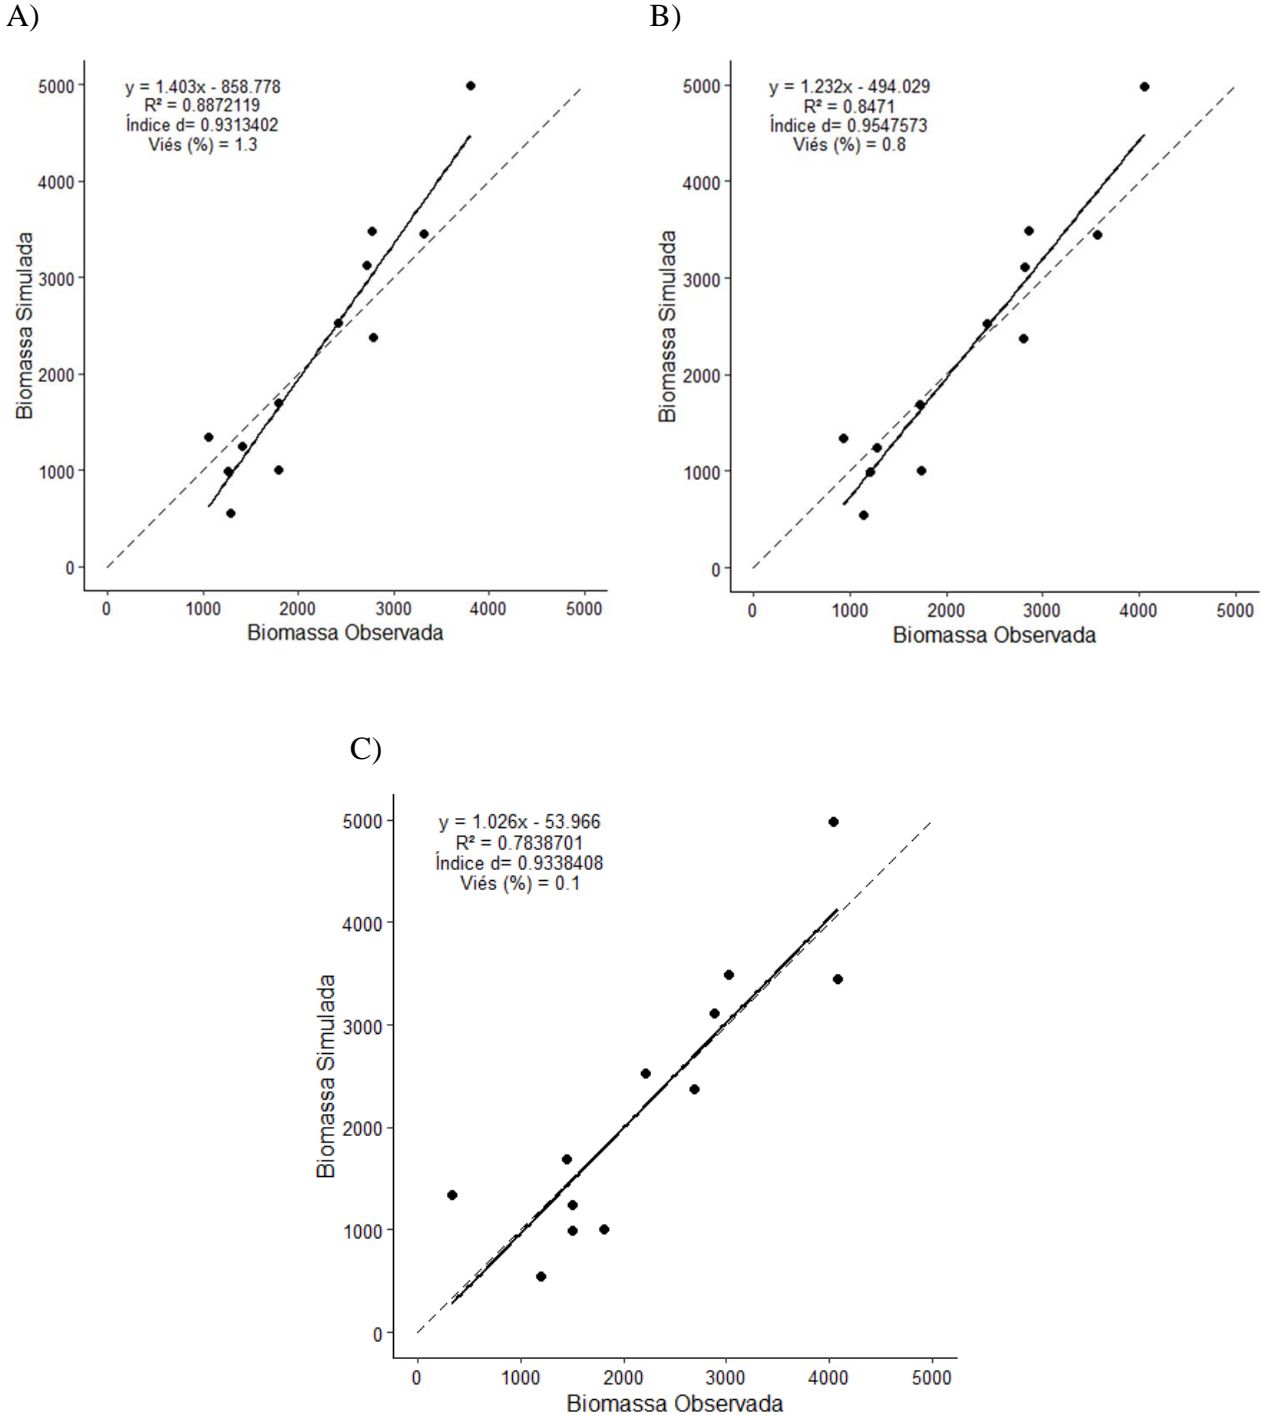 A)
y = 1.403x - 858.778
R² = 0.8872119
Índice d= 0.9313402
Viés (%) = 1.3
5000
4000
3000
2000
1000
0
Biomassa Simulada
0 1000 2000 3000 4000 5000
Biomassa Observada
B)
y = 1.232x - 494.029
R² = 0.8471
Índice d= 0.9547573
Viés (%) = 0.8
5000
4000
3000
2000
1000
0
Biomassa Simulada
0 1000 2000 3000 4000 5000
Biomassa Observada
C)
y = 1.026x - 53.966
R² = 0.7838701
Índice d= 0.9338408
Viés (%) = 0.1
5000
4000
3000
2000
1000
0
Biomassa Simulada
0 1000 2000 3000 4000 5000
Biomassa Observada